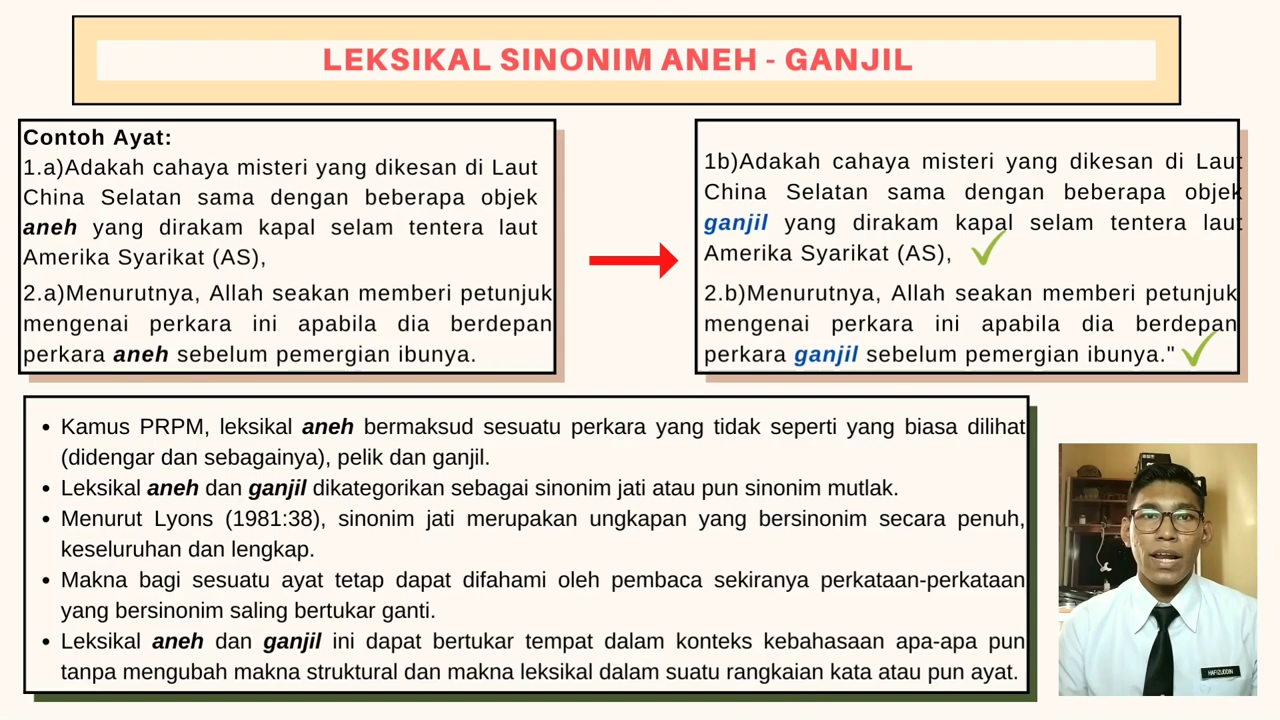 LEKSIKAL SINONIM ANEH - GANJIL
Contoh Ayat:
1.a)Adakah cahaya misteri yang dikesan di Laut
China Selatan sama dengan beberapa objek
aneh yang dirakam kapal selam tentera laut
Amerika Syarikat (AS),
2.a)Menurutnya, Allah seakan memberi petunjuk
mengenai perkara ini apabila dia berdepan
perkara aneh sebelum pemergian ibunya.
1b)Adakah cahaya misteri yang dikesan di Laut
China Selatan sama dengan beberapa objek
ganjil yang dirakam kapal selam tentera laut
Amerika Syarikat (AS),
2.b)Menurutnya, Allah seakan memberi petunjuk
mengenai perkara ini apabila dia berdepan
perkara ganjil sebelum pemergian ibunya."
• Kamus PRPM, leksikal aneh bermaksud sesuatu perkara yang tidak seperti yang biasa dilihat
(didengar dan sebagainya), pelik dan ganjil.
• Leksikal aneh dan ganjil dikategorikan sebagai sinonim jati atau pun sinonim mutlak.
• Menurut Lyons (1981:38), sinonim jati merupakan ungkapan yang bersinonim secara penuh,
keseluruhan dan lengkap.
• Makna bagi sesuatu ayat tetap dapat difahami oleh pembaca sekiranya perkataan-perkataan
yang bersinonim saling bertukar ganti.
• Leksikal aneh dan ganjil ini dapat bertukar tempat dalam konteks kebahasaan apa-apa pun
tanpa mengubah makna struktural dan makna leksikal dalam suatu rangkaian kata atau pun ayat.
HAFIZUDDIN